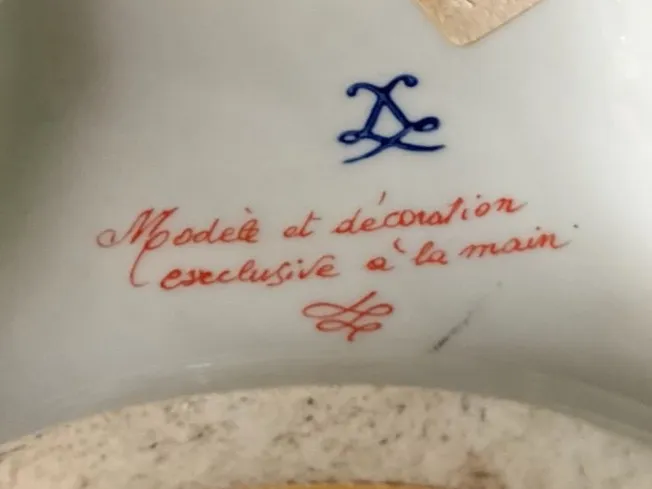 Modèle et décoration
exclusive à la main